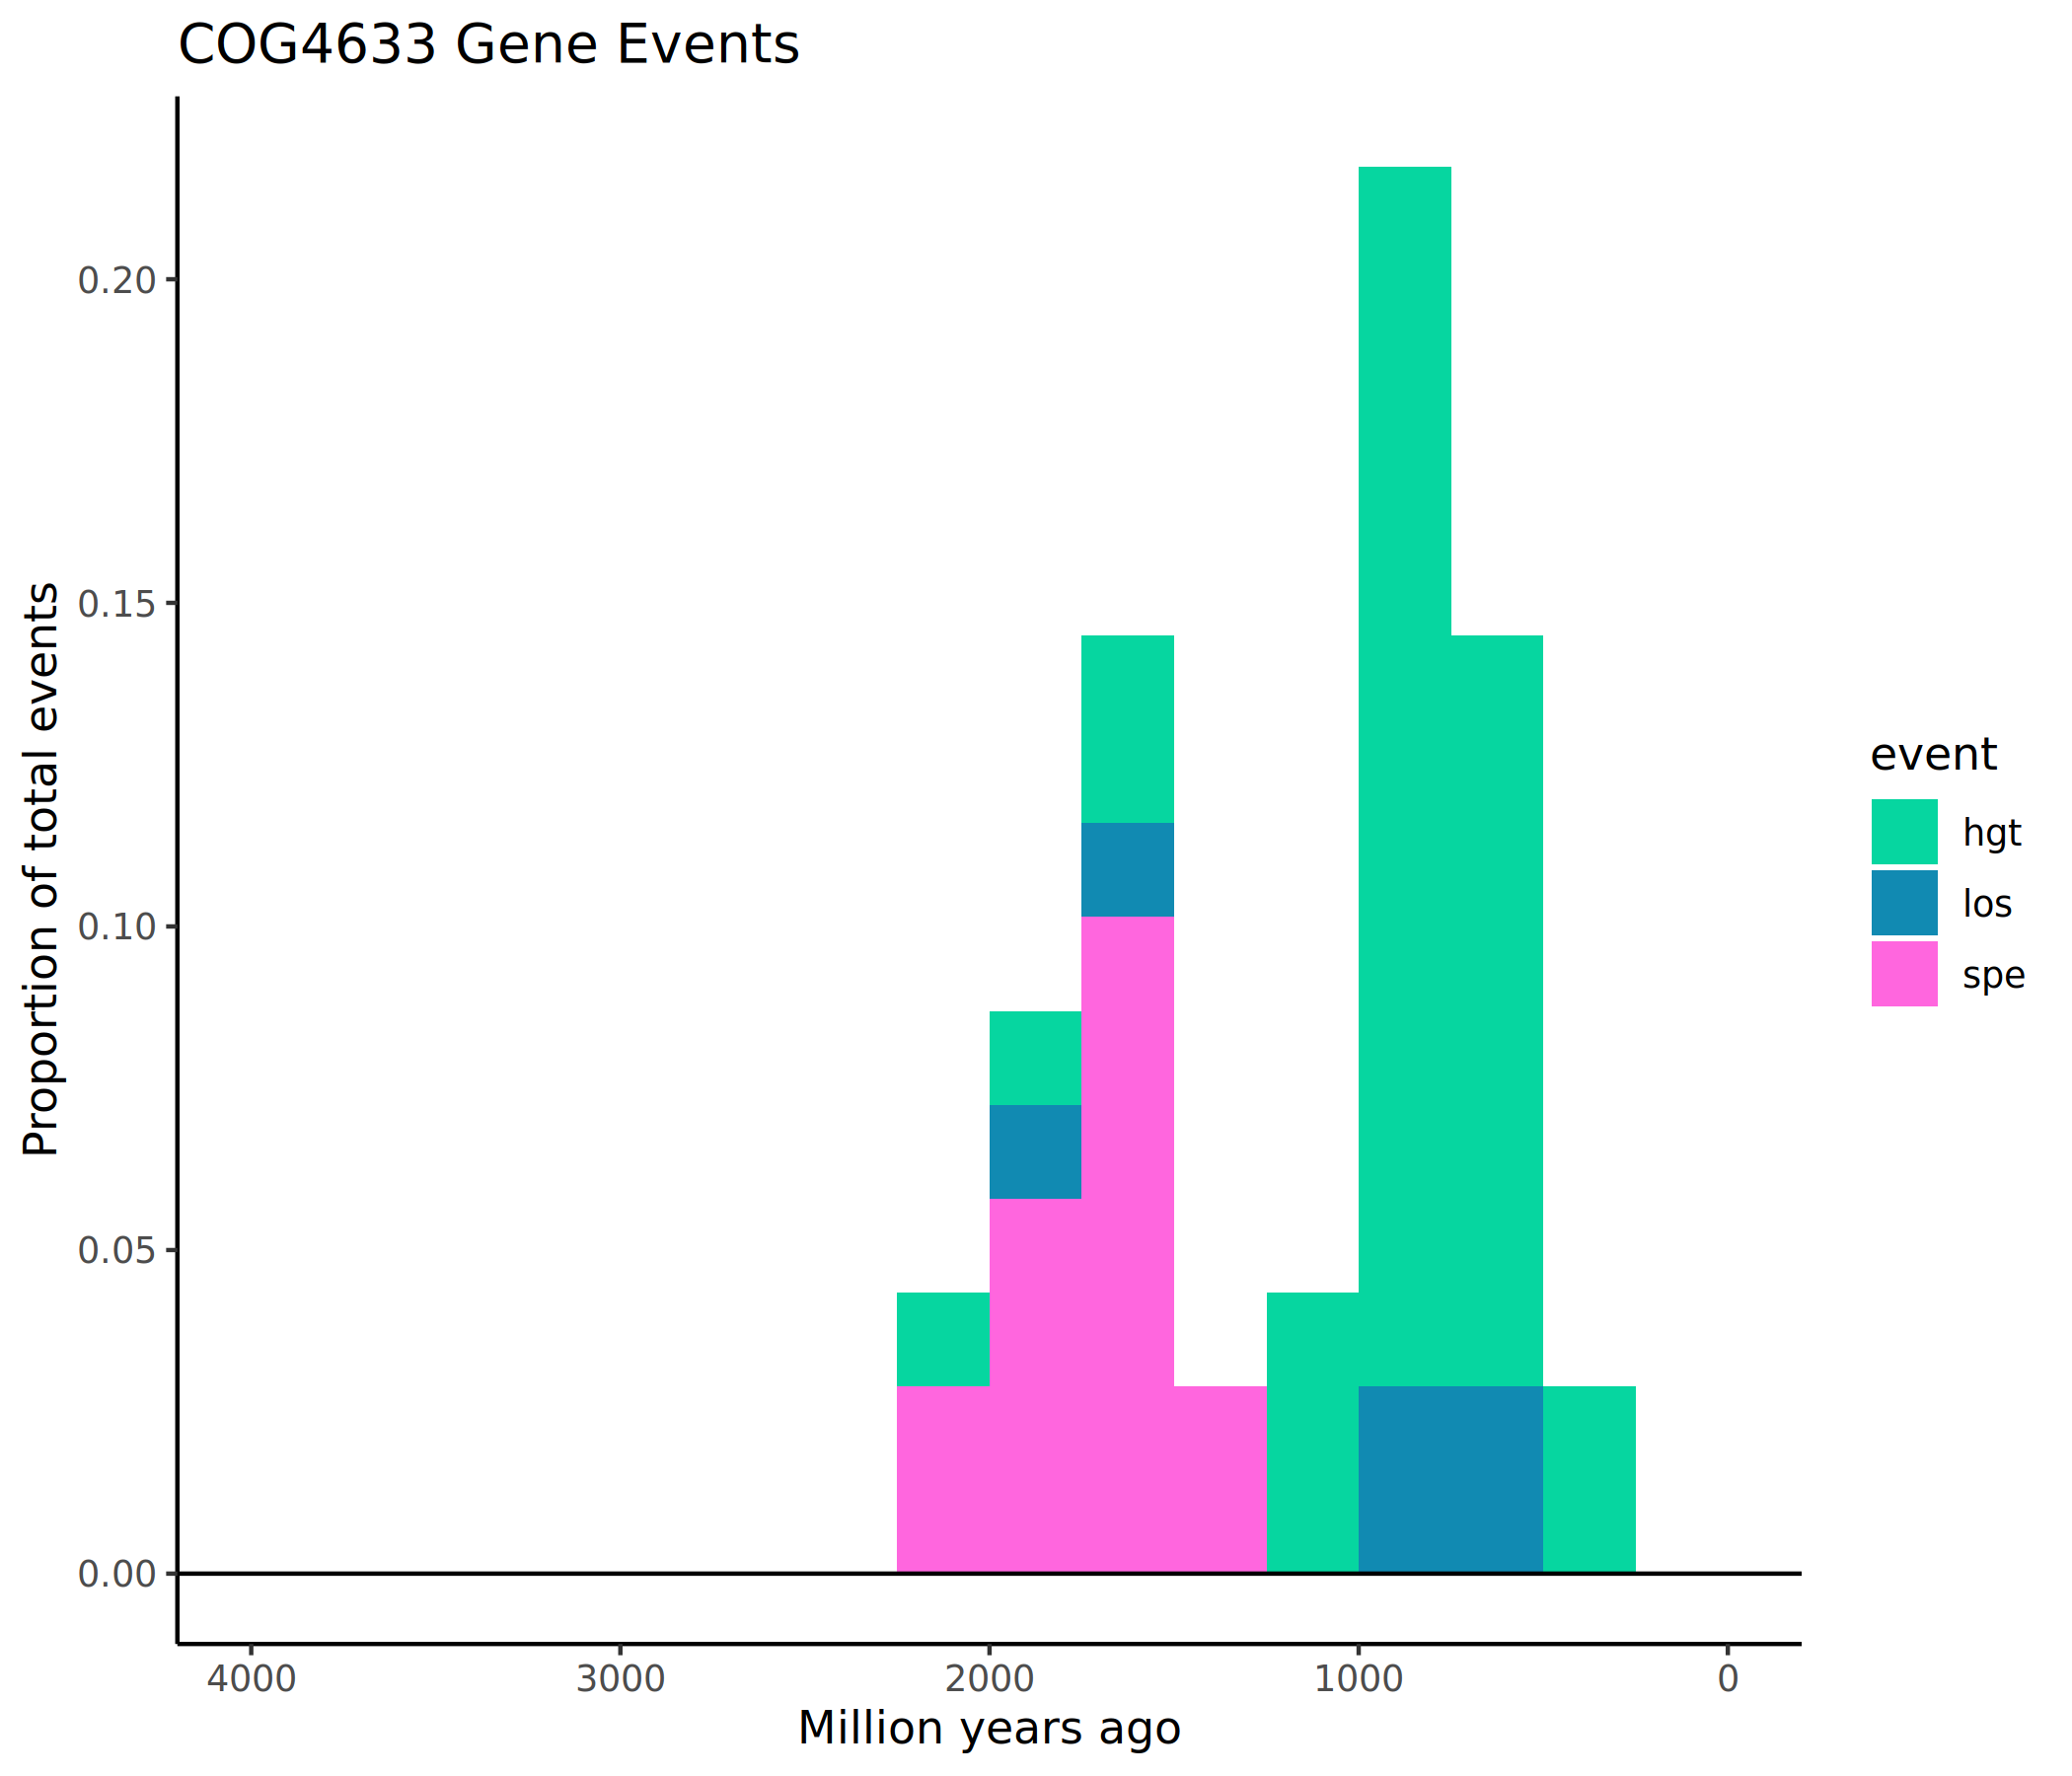 COG4633 Gene Events
Proportion of total events
0.20
0.15
0.10
0.05
0.00
4000 3000 2000 1000 0
Million years ago
event
hgt
los
spe